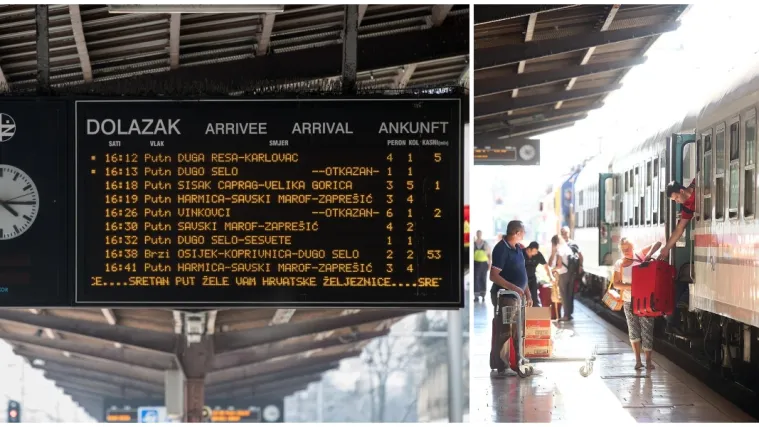 DOLAZAK ARRIVEE ARRIVAL ANKUNFT
SATI VLAK SMJER PERON KOL KASNI(min)
* 16:12 Putn DUGA RESA-KARLOVAC 4 1 5
* 16:13 Putn DUGO SELO --OTKAZAN- 1 1
16:18 Putn SISAK CAPRAG-VELIKA GORICA 3 5 1
16:19 Putn HARMICA-SAVSKI MAROF-ZAPREŠIĆ 3 4
16:26 Putn VINKOVCI --OTKAZAN- 6 1 2
16:30 Putn SAVSKI MAROF-ZAPREŠIĆ 4 2
16:32 Putn DUGO SELO-SESVETE 1 1
16:38 Brzi OSIJEK-KOPRIVNICA-DUGO SELO 2 2 53
16:41 Putn HARMICA-SAVSKI MAROF-ZAPREŠIĆ 3 4
CE....SRETAN PUT ŽELE VAM HRVATSKE ŽELJEZNICE....SRET